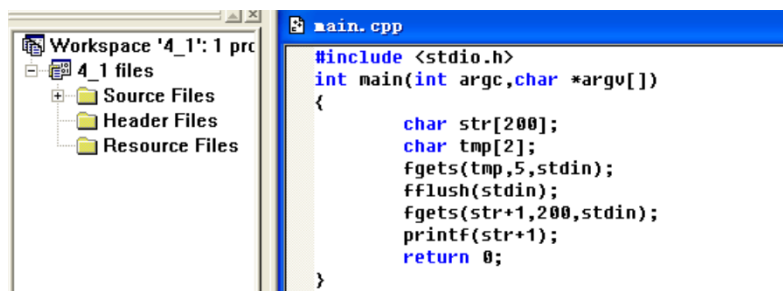 Workspace '4_1': 1 prc
4_1 files
Source Files
Header Files
Resource Files
main.cpp
#include <stdio.h>
int main(int argc,char *argv[])
{
char str[200];
char tmp[2];
fgets(tmp,5,stdin);
fflush(stdin);
fgets(str+1,200,stdin);
printf(str+1);
return 0;
}